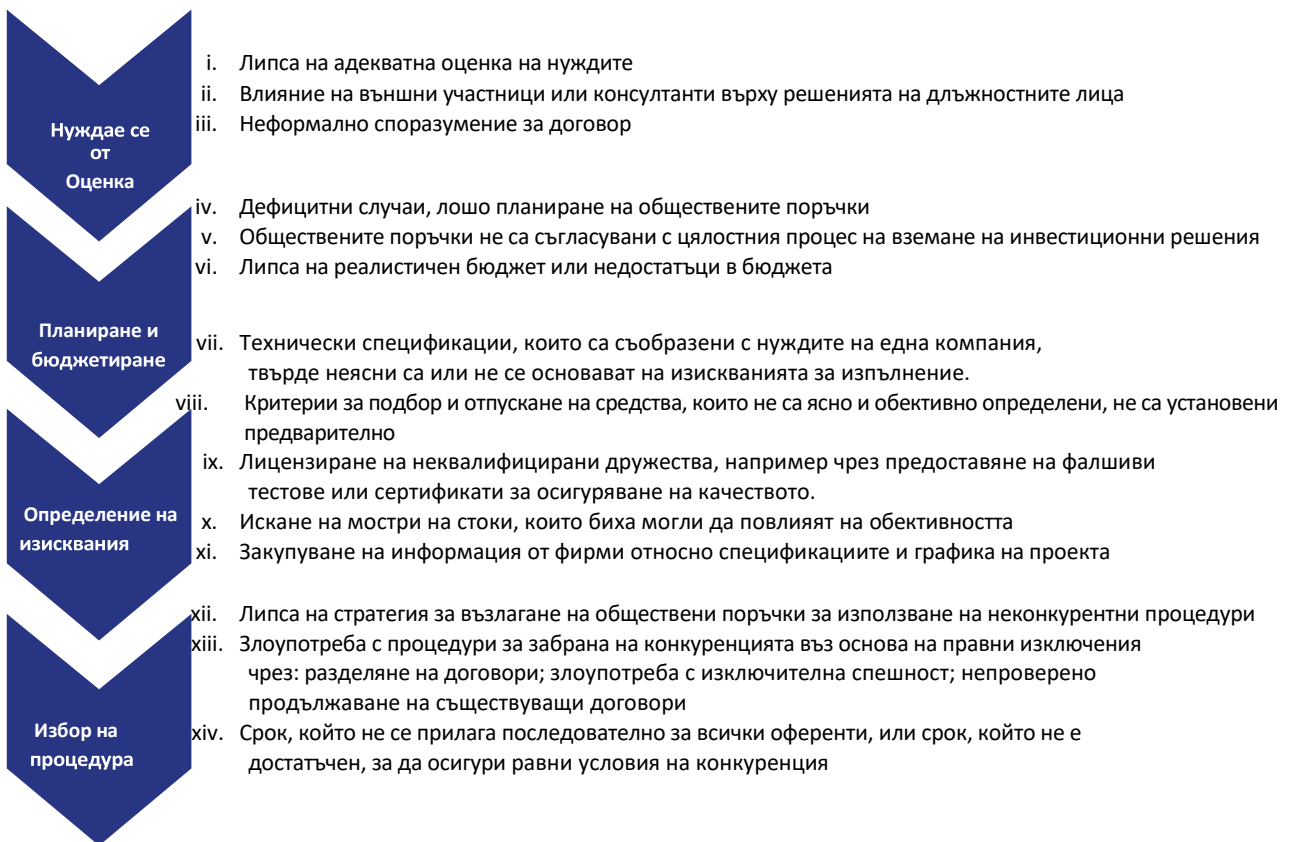 Нуждае се
от
Оценка
i. Липса на адекватна оценка на нуждите
ii. Влияние на външни участници или консултанти върху решенията на длъжностните лица
iii. Неформално споразумение за договор
Планиране и
бюджетиране
iv. Дефицитни случаи, лошо планиране на обществените поръчки
v. Обществените поръчки не са съгласувани с цялостния процес на вземане на инвестиционни решения
vi. Липса на реалистичен бюджет или недостатъци в бюджета
Определение на
изисквания
vii. Технически спецификации, които са съобразени с нуждите на една компания,
твърде неясни са или не се основават на изискванията за изпълнение.
viii. Критерии за подбор и отпускане на средства, които не са ясно и обективно определени, не са установени
предварително
ix. Лицензиране на неквалифицирани дружества, например чрез предоставяне на фалшиви
тестове или сертификати за осигуряване на качеството.
x. Искане на мостри на стоки, които биха могли да повлияят на обективността
xi. Закупуване на информация от фирми относно спецификациите и графика на проекта
Избор на
процедура
xii. Липса на стратегия за възлагане на обществени поръчки за използване на неконкурентни процедури
xiii. Злоупотреба с процедури за забрана на конкуренцията въз основа на правни изключения
чрез: разделяне на договори; злоупотреба с изключителна спешност; непроверено
продължаване на съществуващи договори
xiv. Срок, който не се прилага последователно за всички оференти, или срок, който не е
достатъчен, за да осигури равни условия на конкуренция